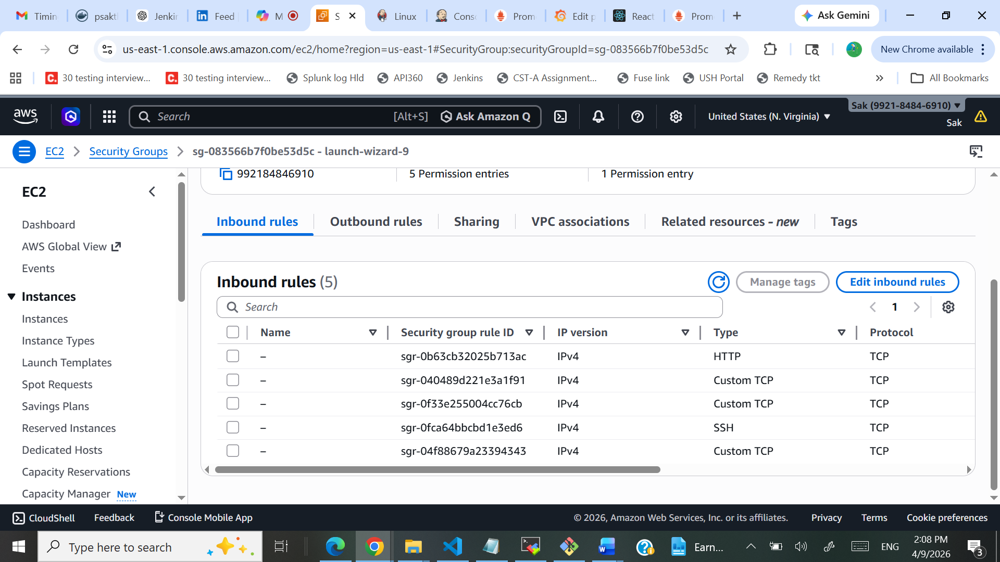 Timin
psakt
Jenkin
Feed
M
S
Linux
Conso
Prom
Edit p
React
Prom
Ask Gemini
us-east-1.console.aws.amazon.com/ec2/home?region=us-east-1#SecurityGroup:securityGroupId=sg-083566b7f0be53d5c
New Chrome available
C. 30 testing interview...
C. 30 testing interview...
Splunk log Hld
API360
Jenkins
CST-A Assignment...
Fuse link
USH Portal
Remedy tkt
»
All Bookmarks
aws
Search
[Alt+S]
Ask Amazon Q
United States (N. Virginia) ▼
Sak (9921-8484-6910) ▼
Sak
EC2 > Security Groups > sg-083566b7f0be53d5c - launch-wizard-9
992184846910
5 Permission entries
1 Permission entry
EC2
Dashboard
AWS Global View
Events
Instances
Instances
Instance Types
Launch Templates
Spot Requests
Savings Plans
Reserved Instances
Dedicated Hosts
Capacity Reservations
Capacity Manager New
Inbound rules
Outbound rules
Sharing
VPC associations
Related resources - new
Tags
Inbound rules (5)
Manage tags
Edit inbound rules
Search
1
Name Security group rule ID IP version Type Protocol
– sgr-0b63cb32025b713ac IPv4 HTTP TCP
– sgr-040489d221e3a1f91 IPv4 Custom TCP TCP
– sgr-0f33e255004cc76cb IPv4 Custom TCP TCP
– sgr-0fca64bbcbd1e3ed6 IPv4 SSH TCP
– sgr-04f88679a23394343 IPv4 Custom TCP TCP
CloudShell
Feedback
Console Mobile App
© 2026, Amazon Web Services, Inc. or its affiliates.
Privacy
Terms
Cookie preferences
Type here to search
Earn...
ENG
2:08 PM
4/9/2026
3